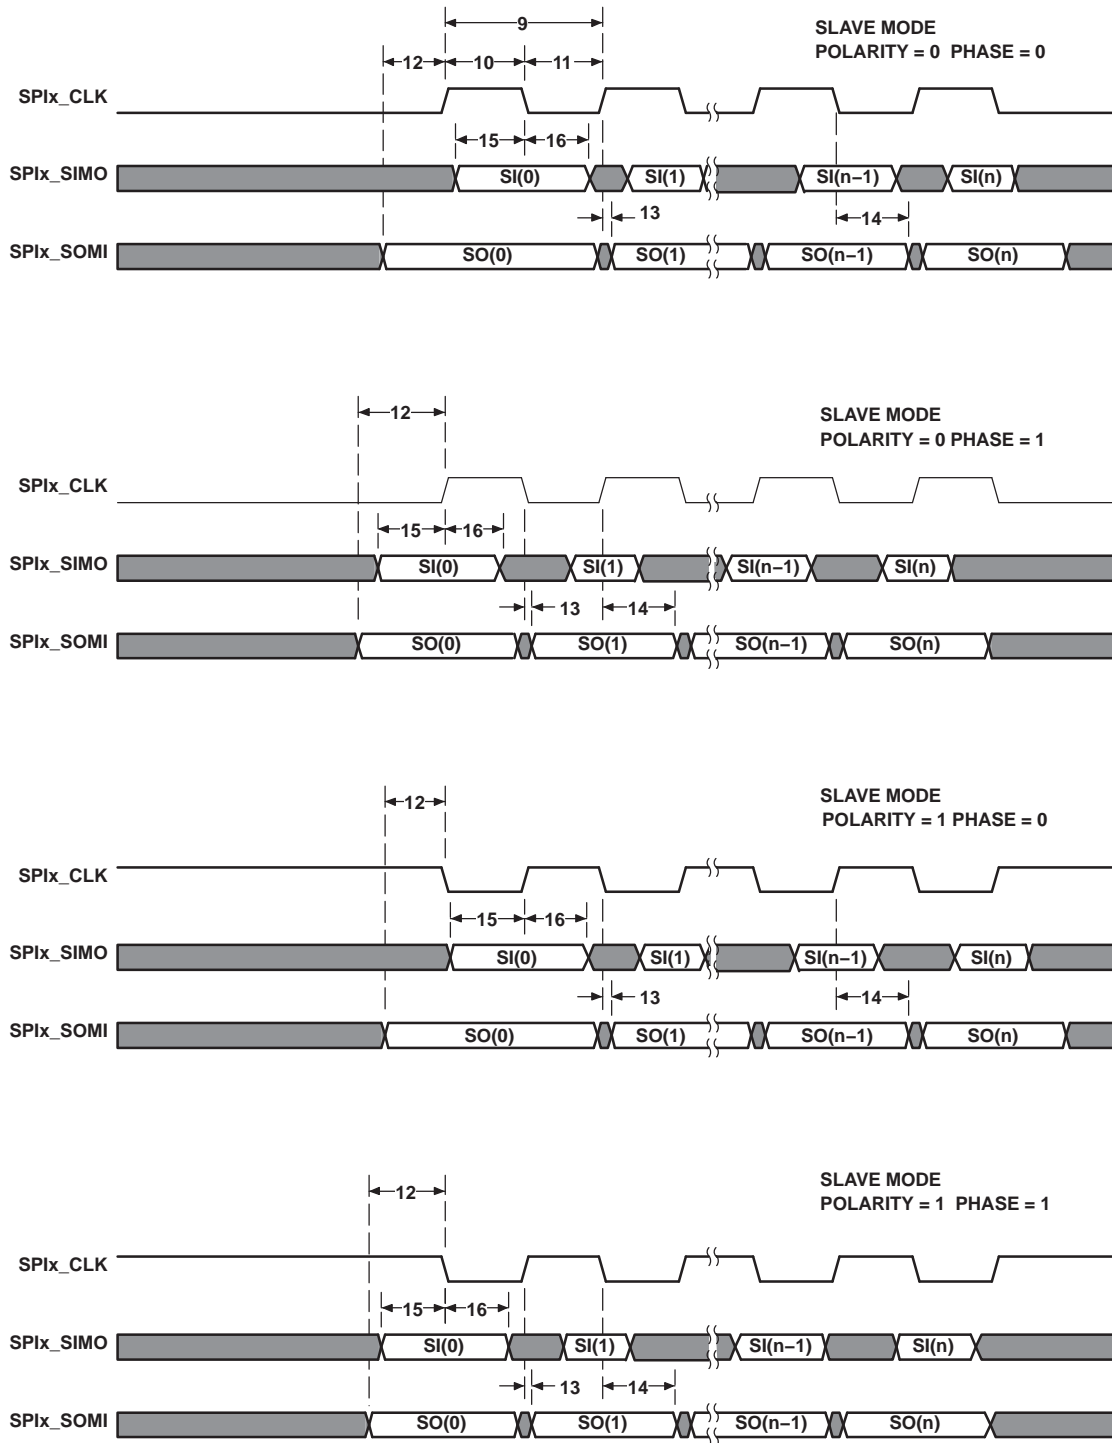 9
SLAVE MODE
POLARITY = 0 PHASE = 0
12 10 11
SPIx_CLK
15 16
SPIx_SIMO SI(0) SI(1) SI(n−1) SI(n)
13 14
SPIx_SOMI SO(0) SO(1) SO(n−1) SO(n)
12
SLAVE MODE
POLARITY = 0 PHASE = 1
SPIx_CLK
15 16
SPIx_SIMO SI(0) SI(1) SI(n−1) SI(n)
13 14
SPIx_SOMI SO(0) SO(1) SO(n−1) SO(n)
SLAVE MODE
12
POLARITY = 1 PHASE = 0
SPIx_CLK
15 16
SPIx_SIMO SI(0) SI(1) SI(n−1) SI(n)
13 14
SPIx_SOMI SO(0) SO(1) SO(n−1) SO(n)
SLAVE MODE
12
POLARITY = 1 PHASE = 1
SPIx_CLK
15 16
SPIx_SIMO SI(0) SI(1) SI(n−1) SI(n)
13 14
SPIx_SOMI SO(0) SO(1) SO(n−1) SO(n)